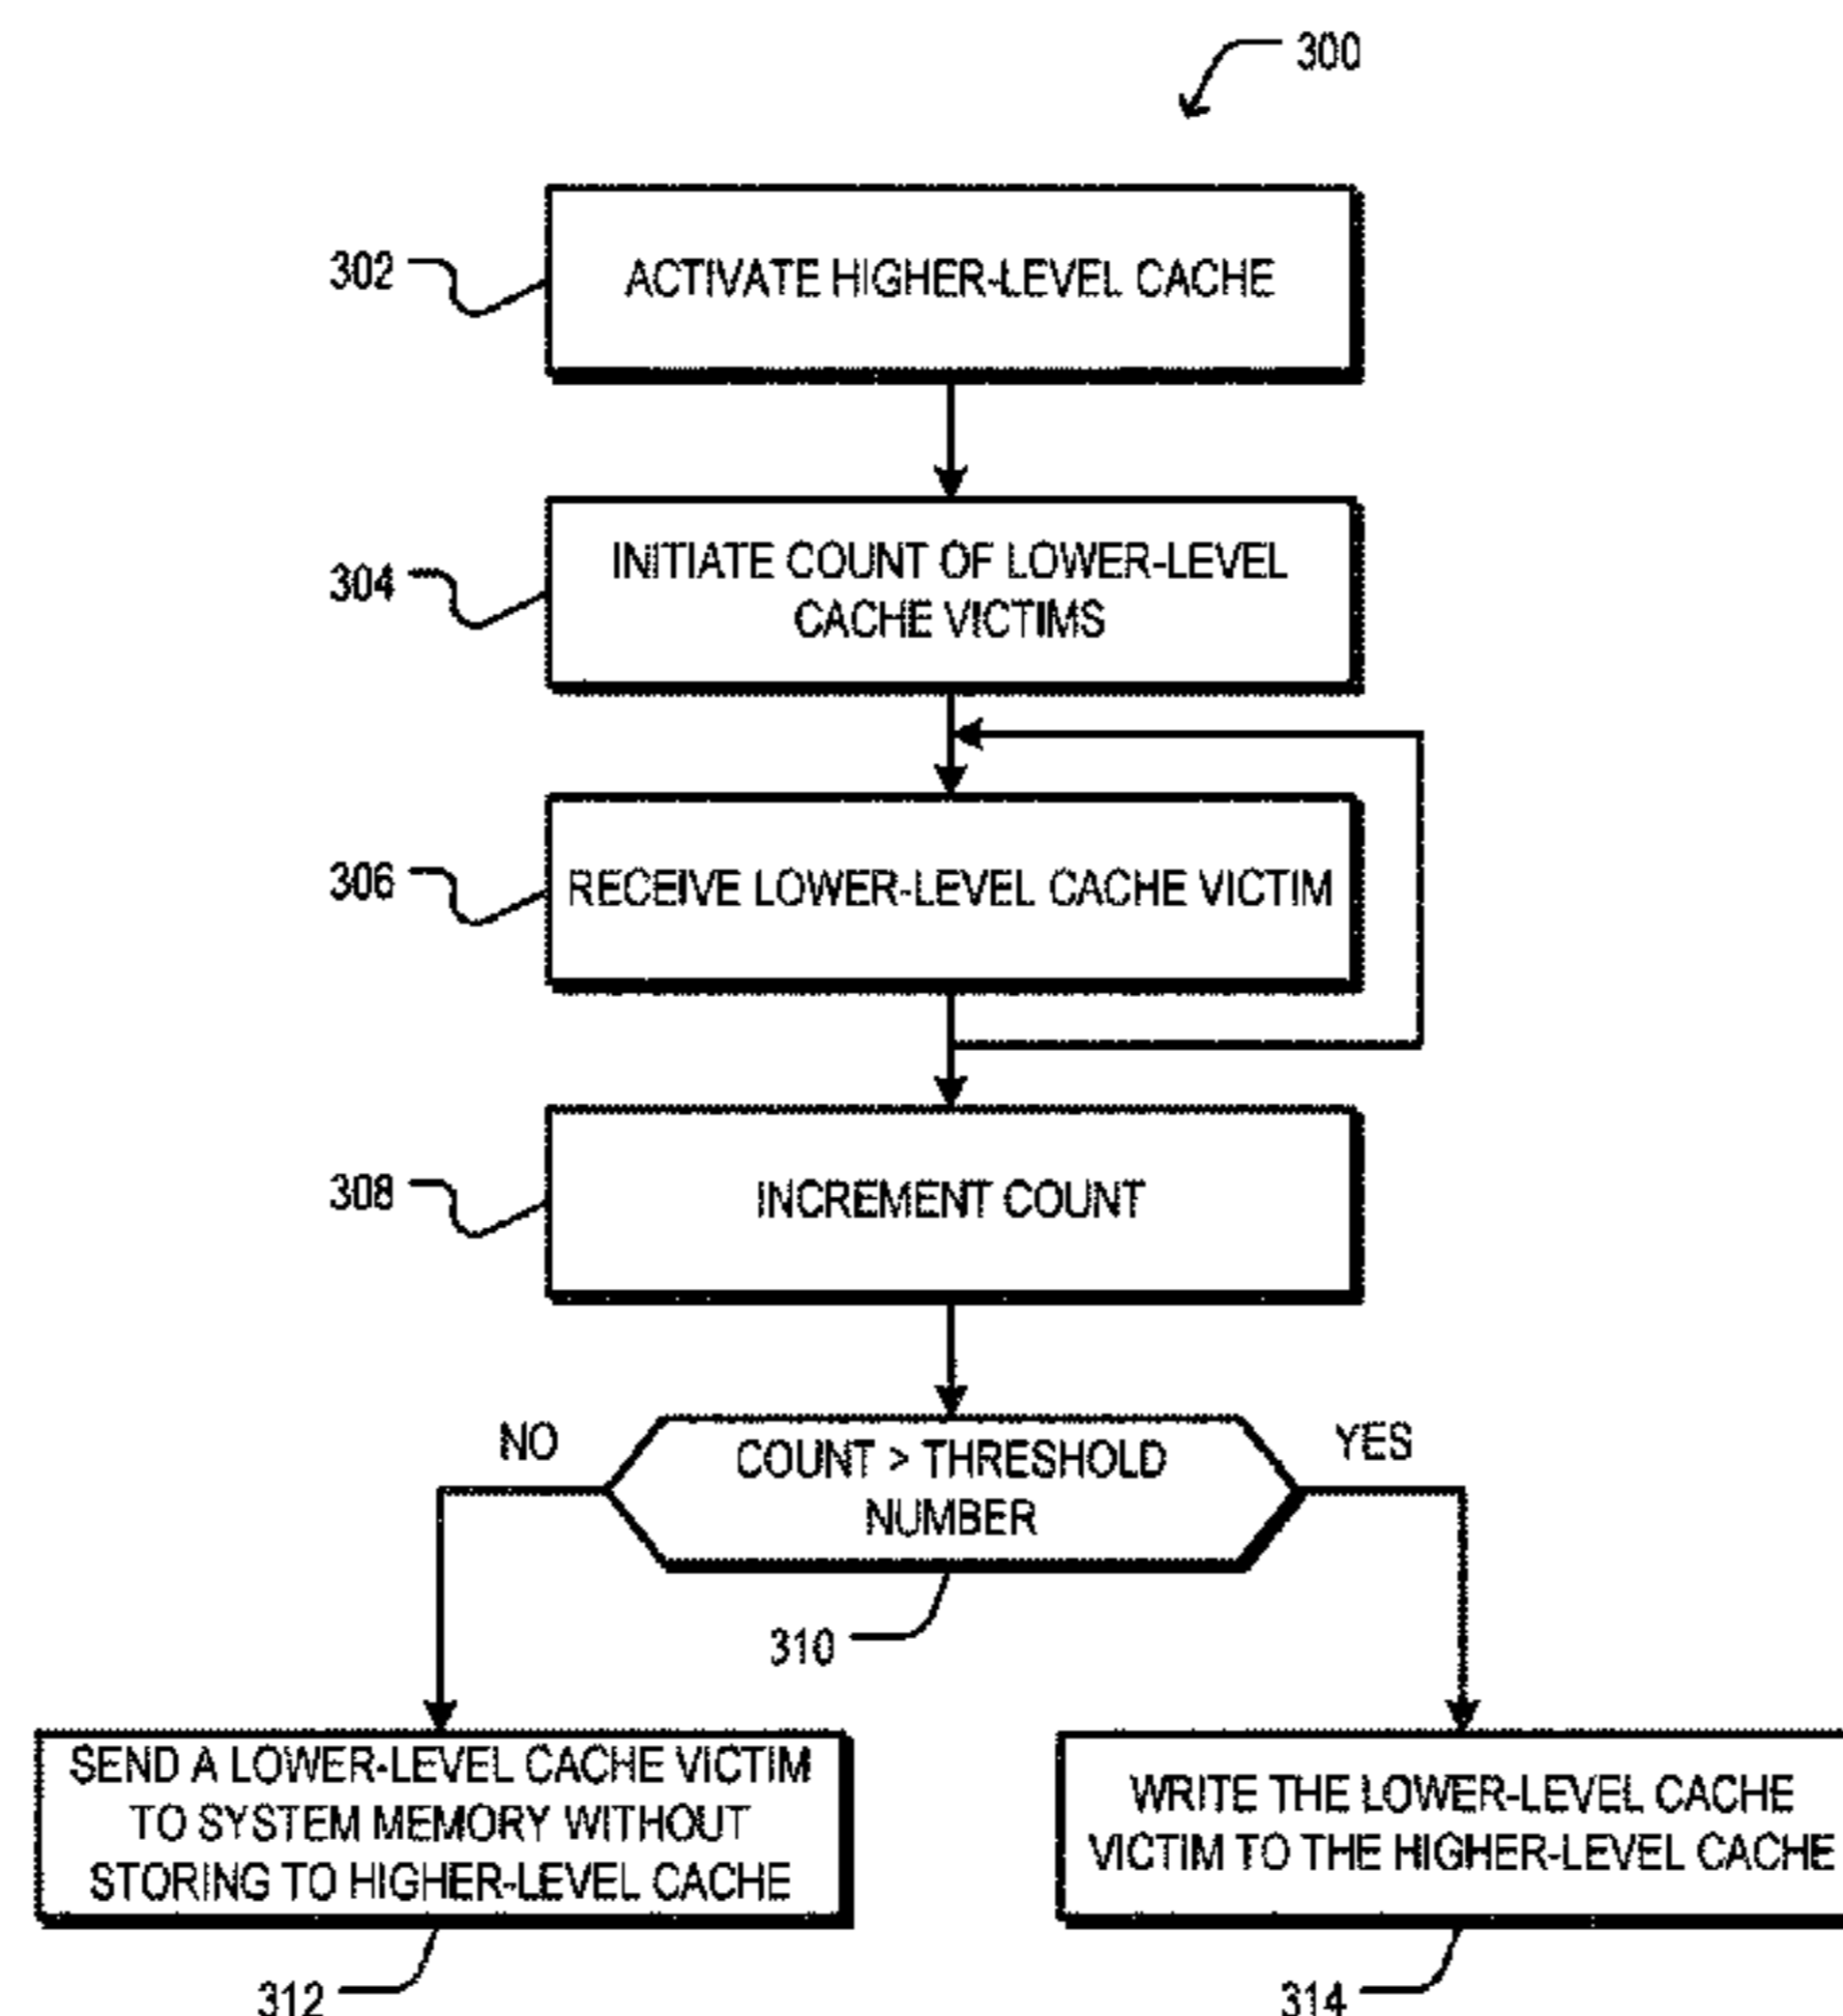 300
302
ACTIVATE HIGHER-LEVEL CACHE
304
INITIATE COUNT OF LOWER-LEVEL
CACHE VICTIMS
306
RECEIVE LOWER-LEVEL CACHE VICTIM
308
INCREMENT COUNT
NO
COUNT > THRESHOLD
NUMBER
YES
310
SEND A LOWER-LEVEL CACHE VICTIM
TO SYSTEM MEMORY WITHOUT
STORING TO HIGHER-LEVEL CACHE
WRITE THE LOWER-LEVEL CACHE
VICTIM TO THE HIGHER-LEVEL CACHE
312
314